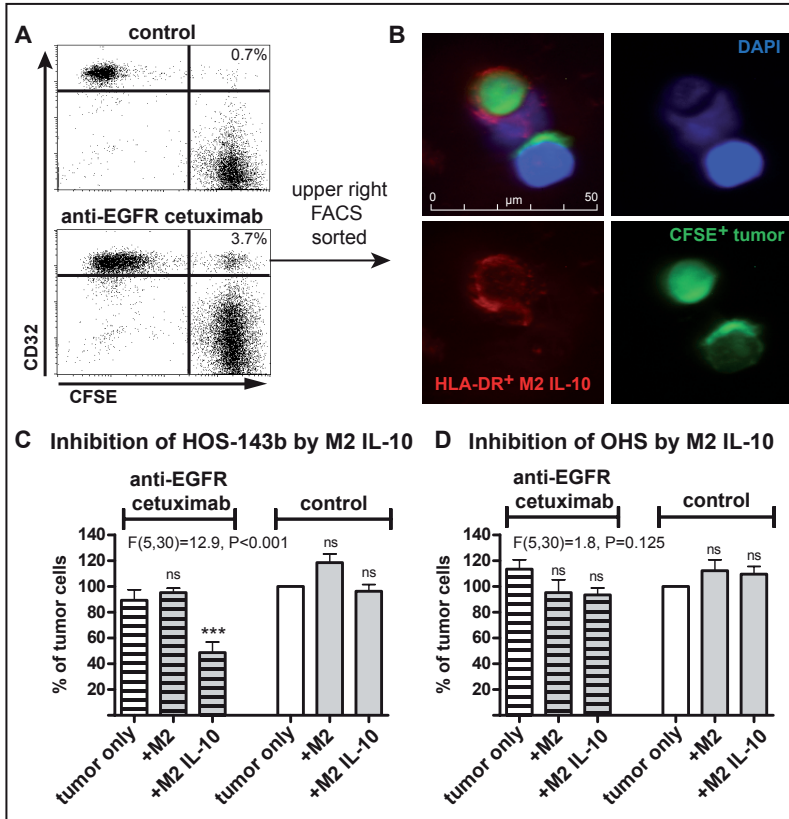 A
control
0.7%
anti-EGFR cetuximab
3.7%
CD32
CFSE
upper right
FACS
sorted
B
DAPI
0 µm 50
HLA-DR+ M2 IL-10
CFSE+ tumor
C Inhibition of HOS-143b by M2 IL-10
anti-EGFR
cetuximab
control
F(5,30)=12.9, P<0.001
% of tumor cells
140
120
100
80
60
40
20
ns
***
ns
ns
tumor only
+M2
+M2 IL-10
tumor only
+M2
+M2 IL-10
D Inhibition of OHS by M2 IL-10
anti-EGFR
cetuximab
control
F(5,30)=1.8, P=0.125
% of tumor cells
140
120
100
80
60
40
20
ns
ns
ns
ns
tumor only
+M2
+M2 IL-10
tumor only
+M2
+M2 IL-10